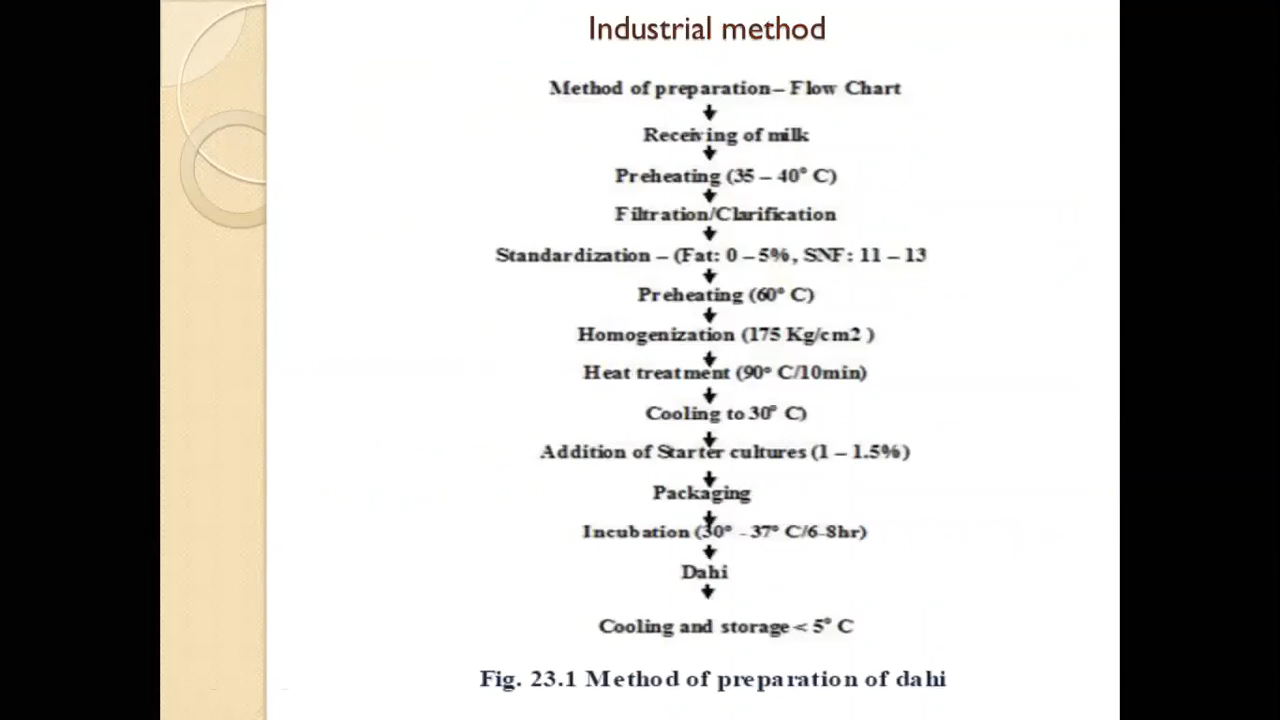 Industrial method
Method of preparation– Flow Chart
Receiving of milk
Preheating (35 – 40° C)
Filtration/Clarification
Standardization – (Fat: 0 – 5%, SNF: 11 – 13
Preheating (60° C)
Homogenization (175 Kg/cm2 )
Heat treatment (90° C/10min)
Cooling to 30° C)
Addition of Starter cultures (1 – 1.5%)
Packaging
Incubation (30° - 37° C/6-8hr)
Dahi
Cooling and storage < 5° C
Fig. 23.1 Method of preparation of dahi